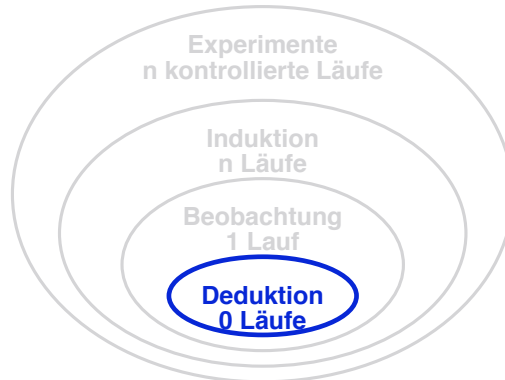 Experimente
n kontrollierte Läufe
Induktion
n Läufe
Beobachtung
1 Lauf
Deduktion
0 Läufe